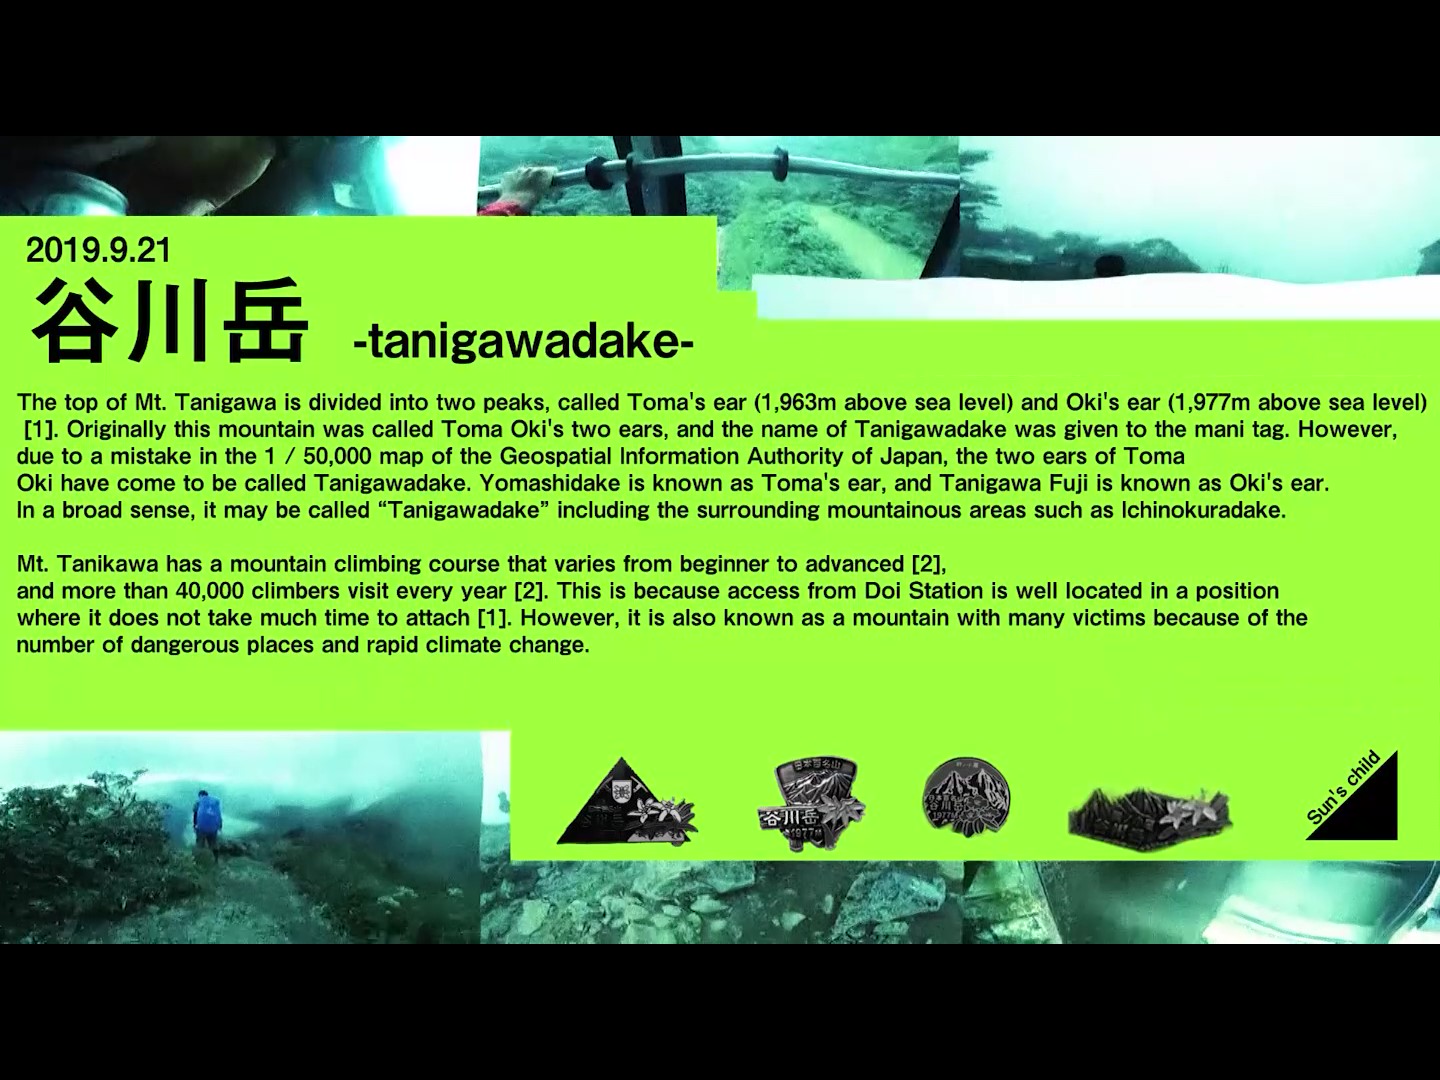 2019.9.21
谷川岳 -tanigawadake-
The top of Mt. Tanigawa is divided into two peaks, called Toma's ear (1,963m above sea level) and Oki's ear (1,977m above sea level)
[1]. Originally this mountain was called Toma Oki's two ears, and the name of Tanigawadake was given to the mani tag. However,
due to a mistake in the 1 / 50,000 map of the Geospatial Information Authority of Japan, the two ears of Toma
Oki have come to be called Tanigawadake. Yomashidake is known as Toma's ear, and Tanigawa Fuji is known as Oki's ear.
In a broad sense, it may be called “Tanigawadake” including the surrounding mountainous areas such as Ichinokuradake.
Mt. Tanikawa has a mountain climbing course that varies from beginner to advanced [2],
and more than 40,000 climbers visit every year [2]. This is because access from Doi Station is well located in a position
where it does not take much time to attach [1]. However, it is also known as a mountain with many victims because of the
number of dangerous places and rapid climate change.
日本百名山
谷川岳
1977M
谷川岳
1977M
Sun's child